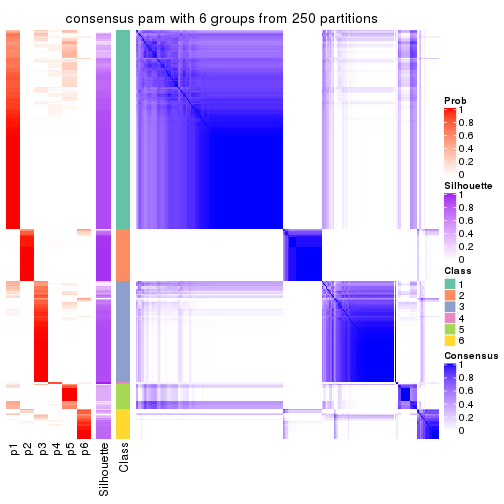 consensus pam with 6 groups from 250 partitions
Prob
1
0.8
0.6
0.4
0.2
0
Silhouette
1
0.8
0.6
0.4
0.2
0
Class
1
2
3
4
5
6
Consensus
1
0.8
0.6
0.4
0.2
0
p1
p2
p3
p4
p5
p6
Silhouette
Class